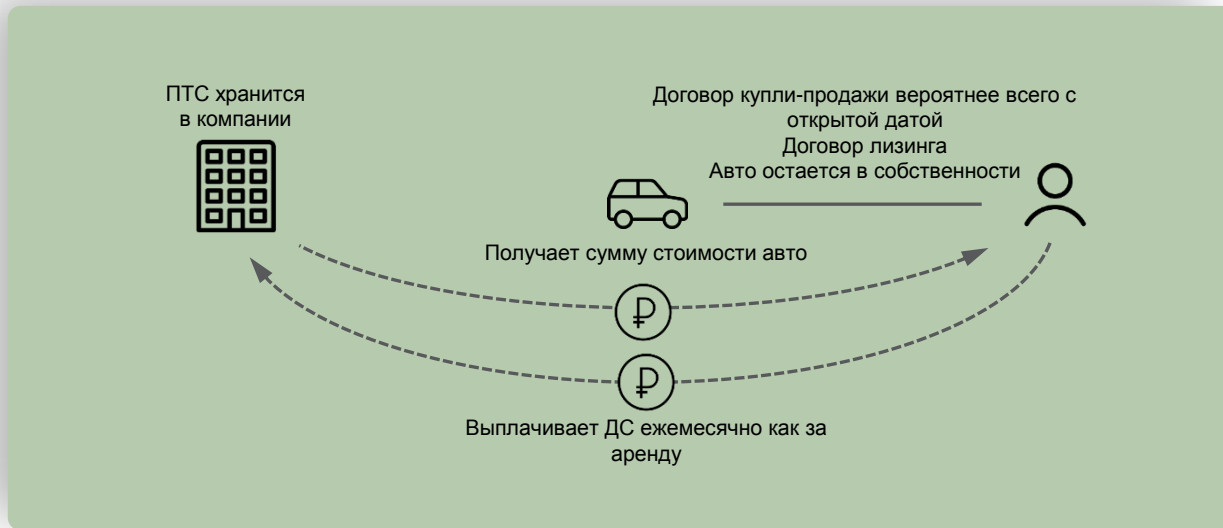 ПТС хранится
в компании
Договор купли-продажи вероятнее всего с
открытой датой
Договор лизинга
Авто остается в собственности
Получает сумму стоимости авто
₽
₽
Выплачивает ДС ежемесячно как за
аренду